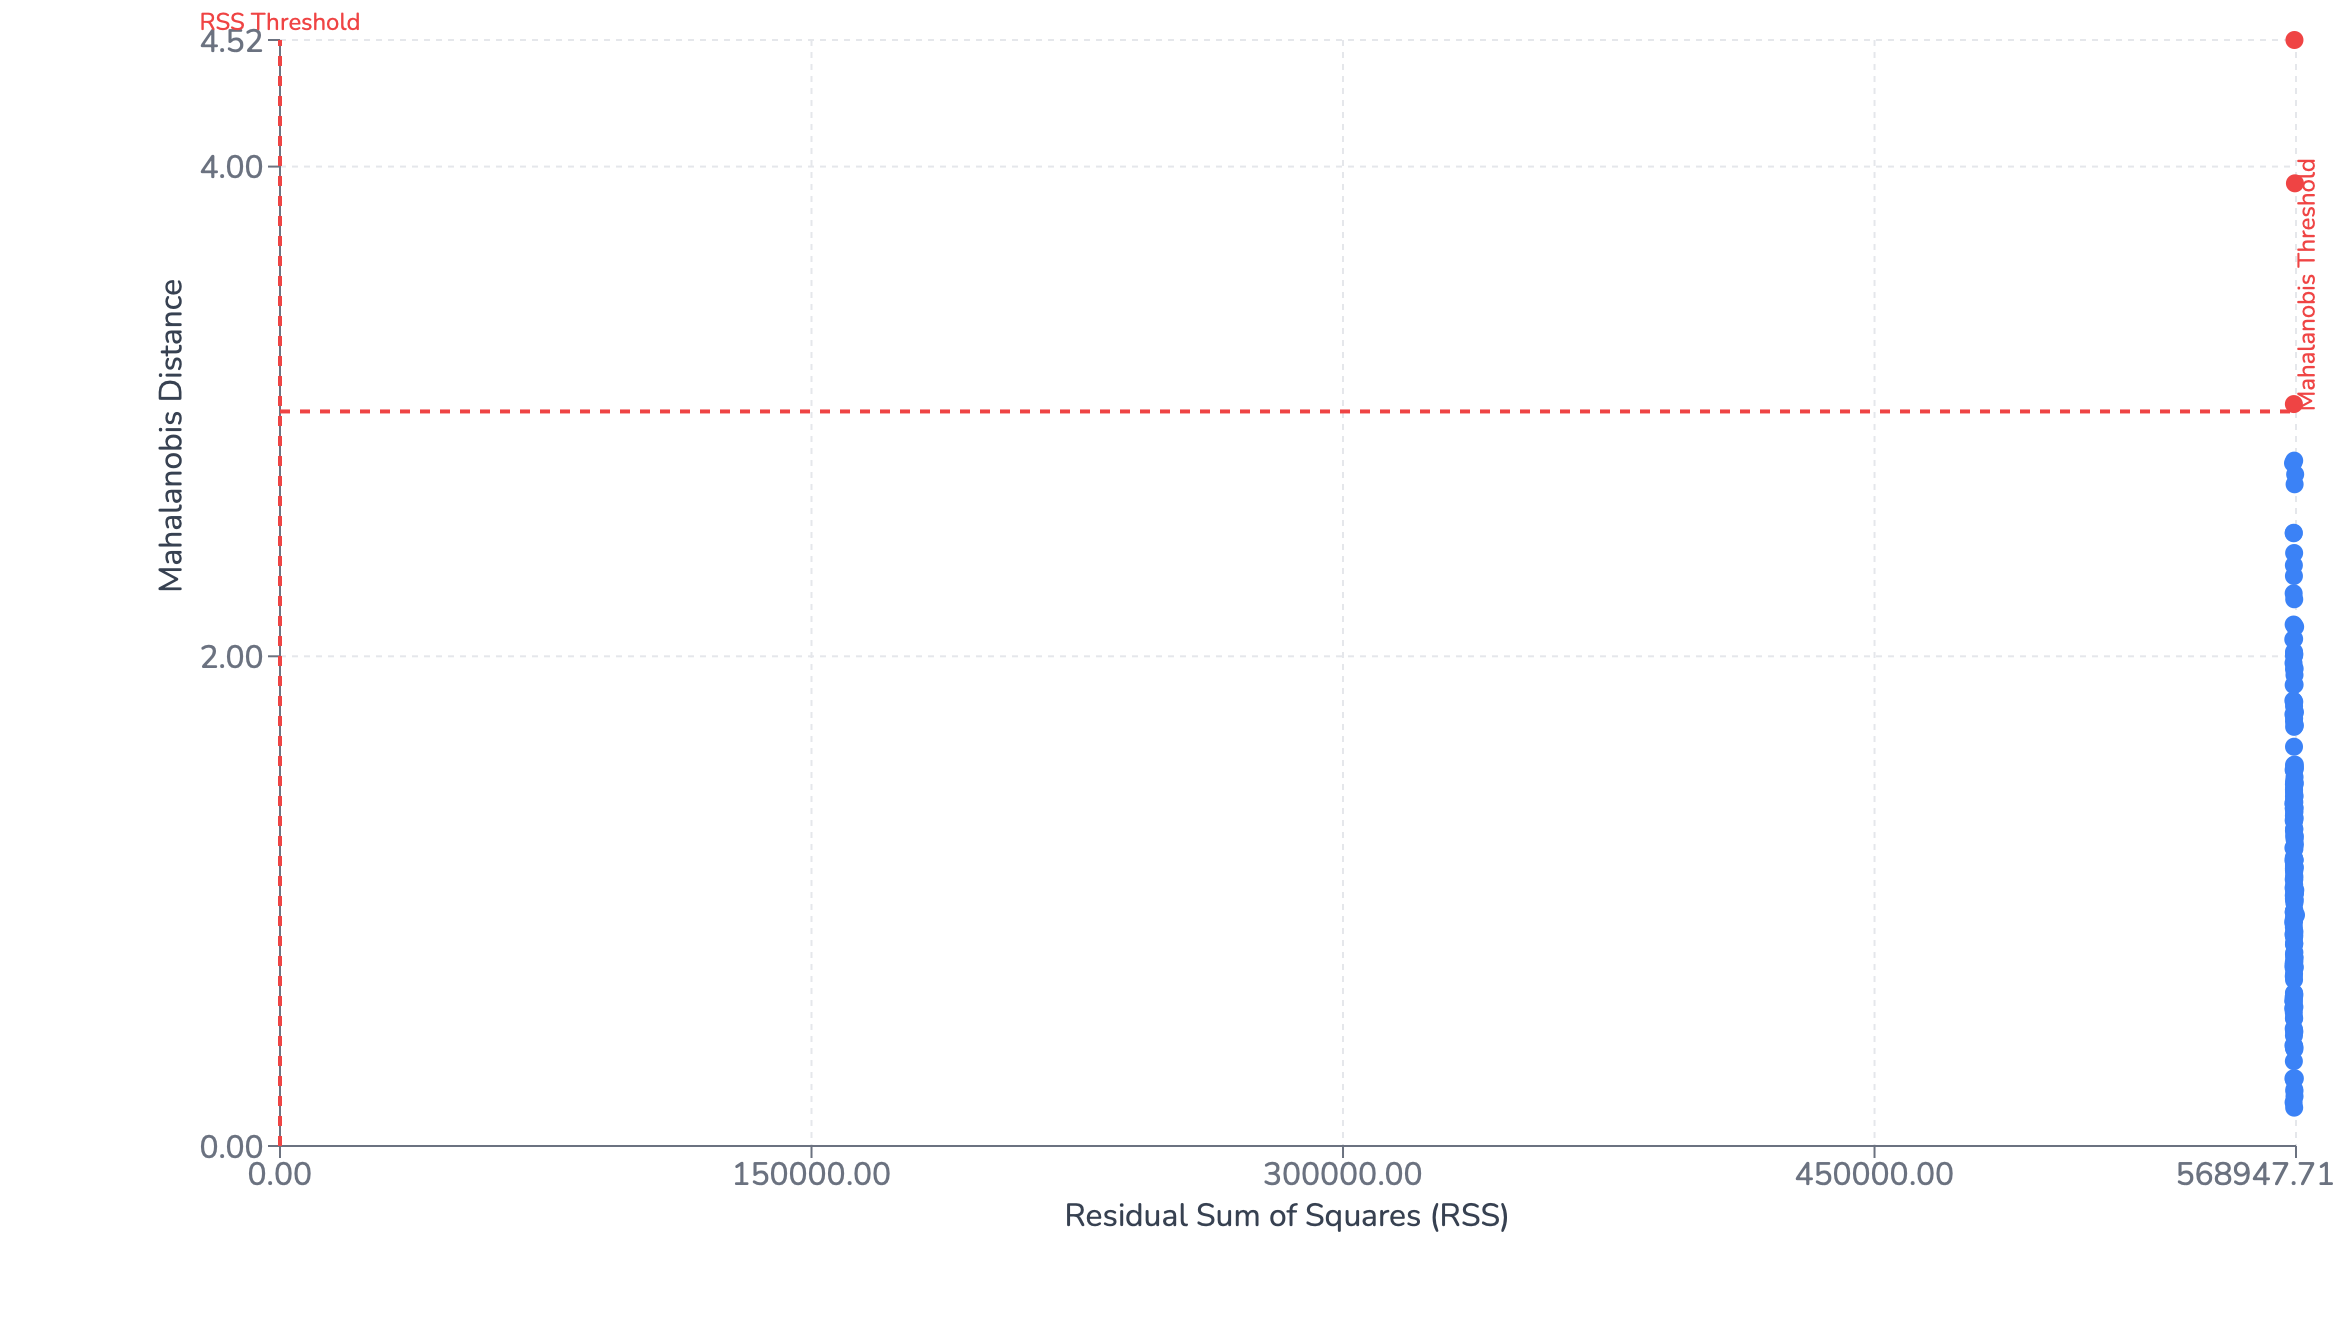 RSS Threshold
4.52
4.00
2.00
0.00
Mahalanobis Distance
Mahalanobis Threshold
0.00
150000.00
300000.00
450000.00
568947.71
Residual Sum of Squares (RSS)